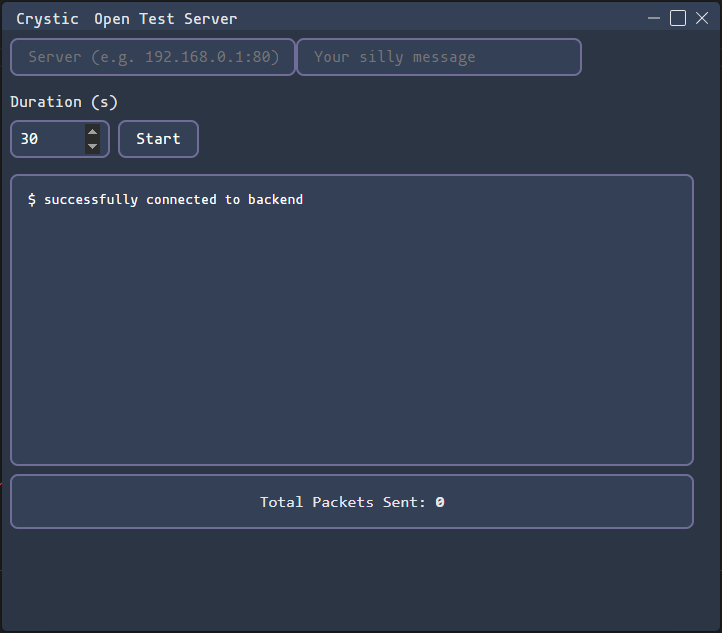 Crystic Open Test Server
Server (e.g. 192.168.0.1:80) Your silly message
Duration (s)
30 Start
$ successfully connected to backend
Total Packets Sent: 0